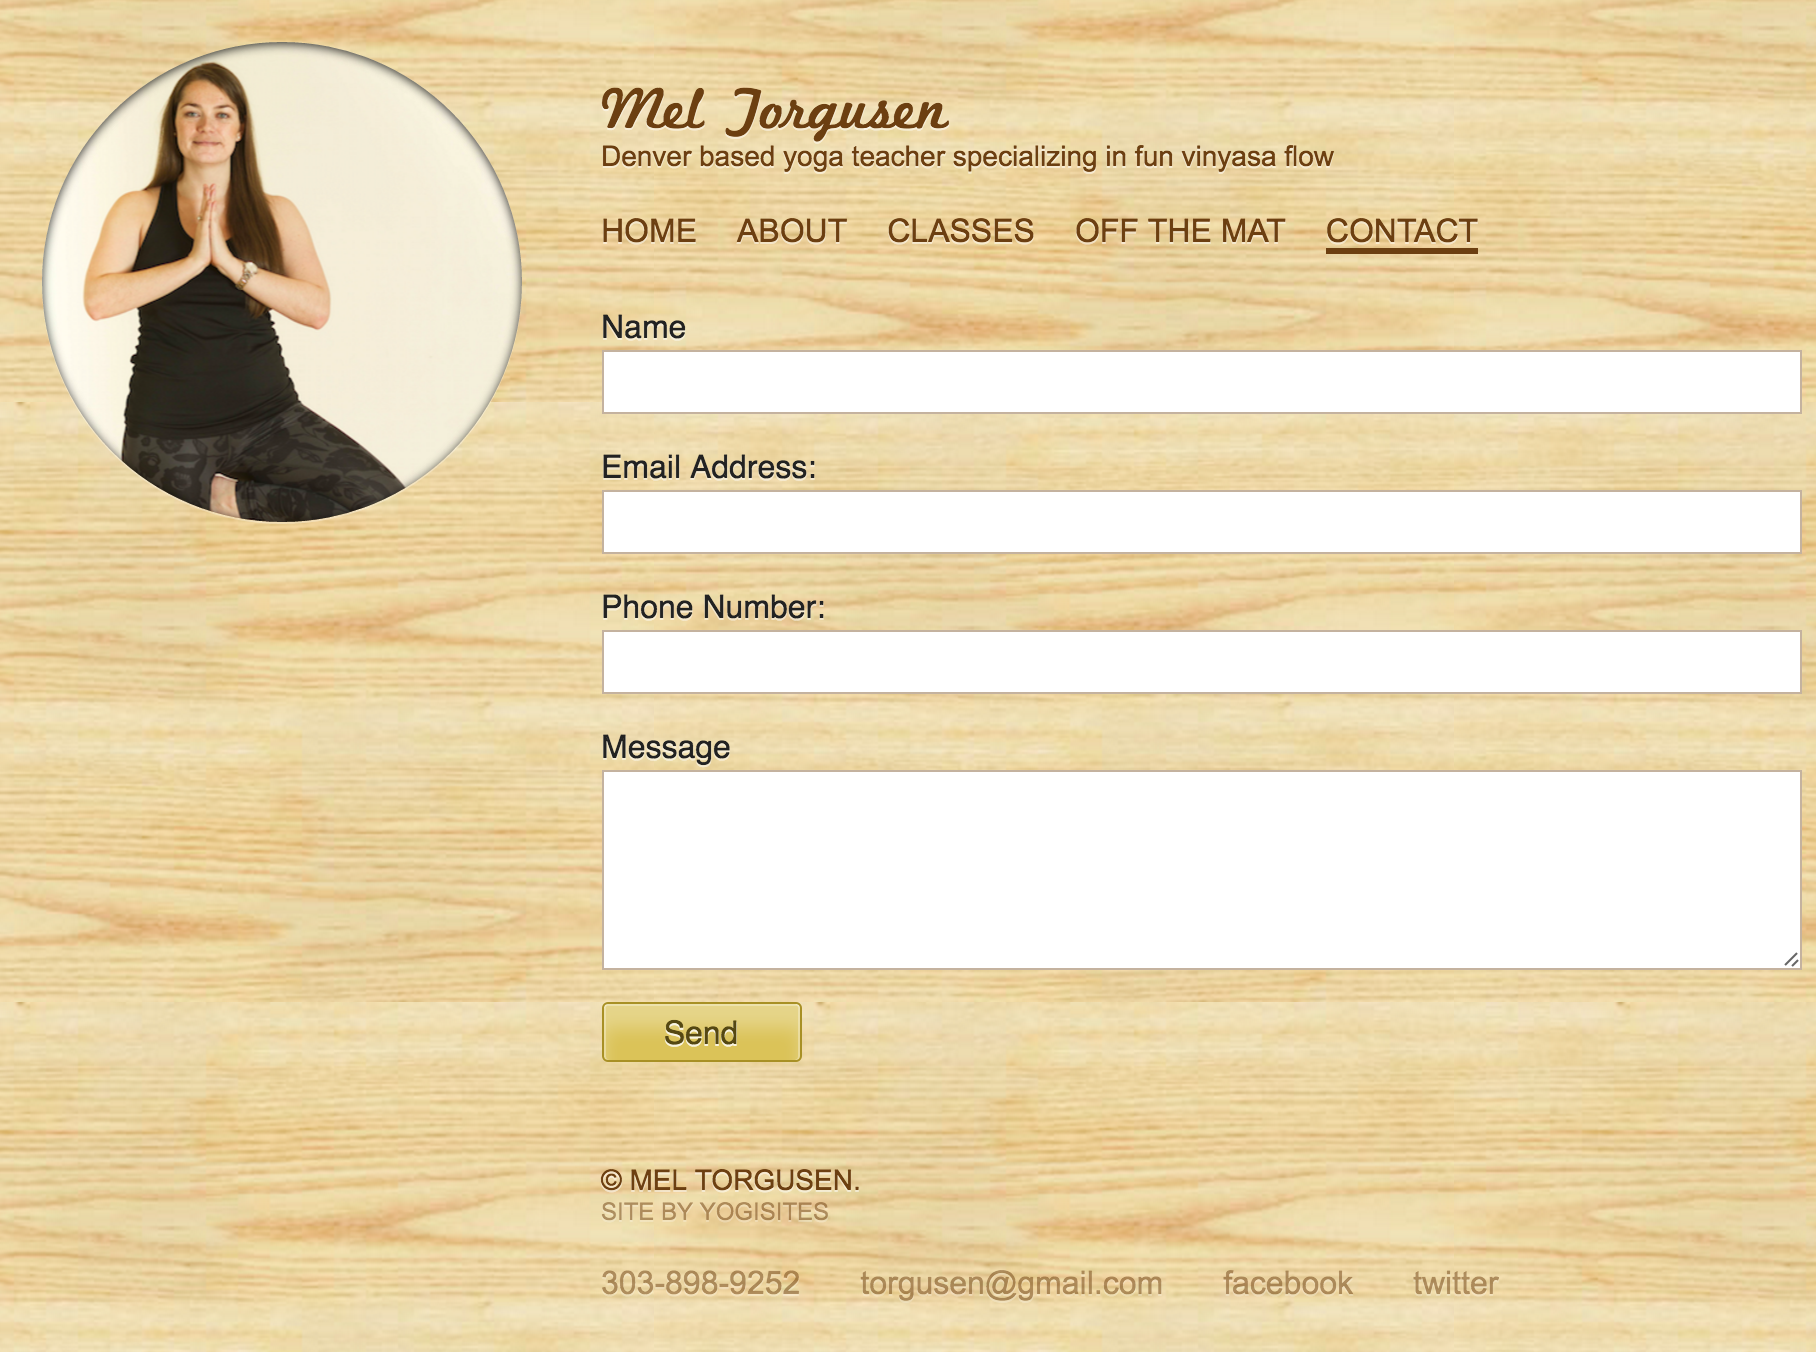 Mel Torgusen
Denver based yoga teacher specializing in fun vinyasa flow
HOME ABOUT CLASSES OFF THE MAT CONTACT
Name
Email Address:
Phone Number:
Message
Send
© MEL TORGUSEN.
SITE BY YOGISITES
303-898-9252 torgusen@gmail.com facebook twitter